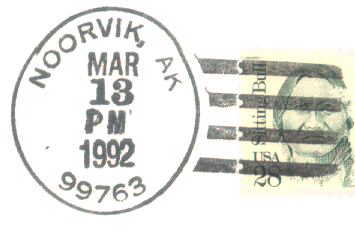 NOORVIK, AK
MAR
13
PM
1992
99763
Sitting Bull
USA
28